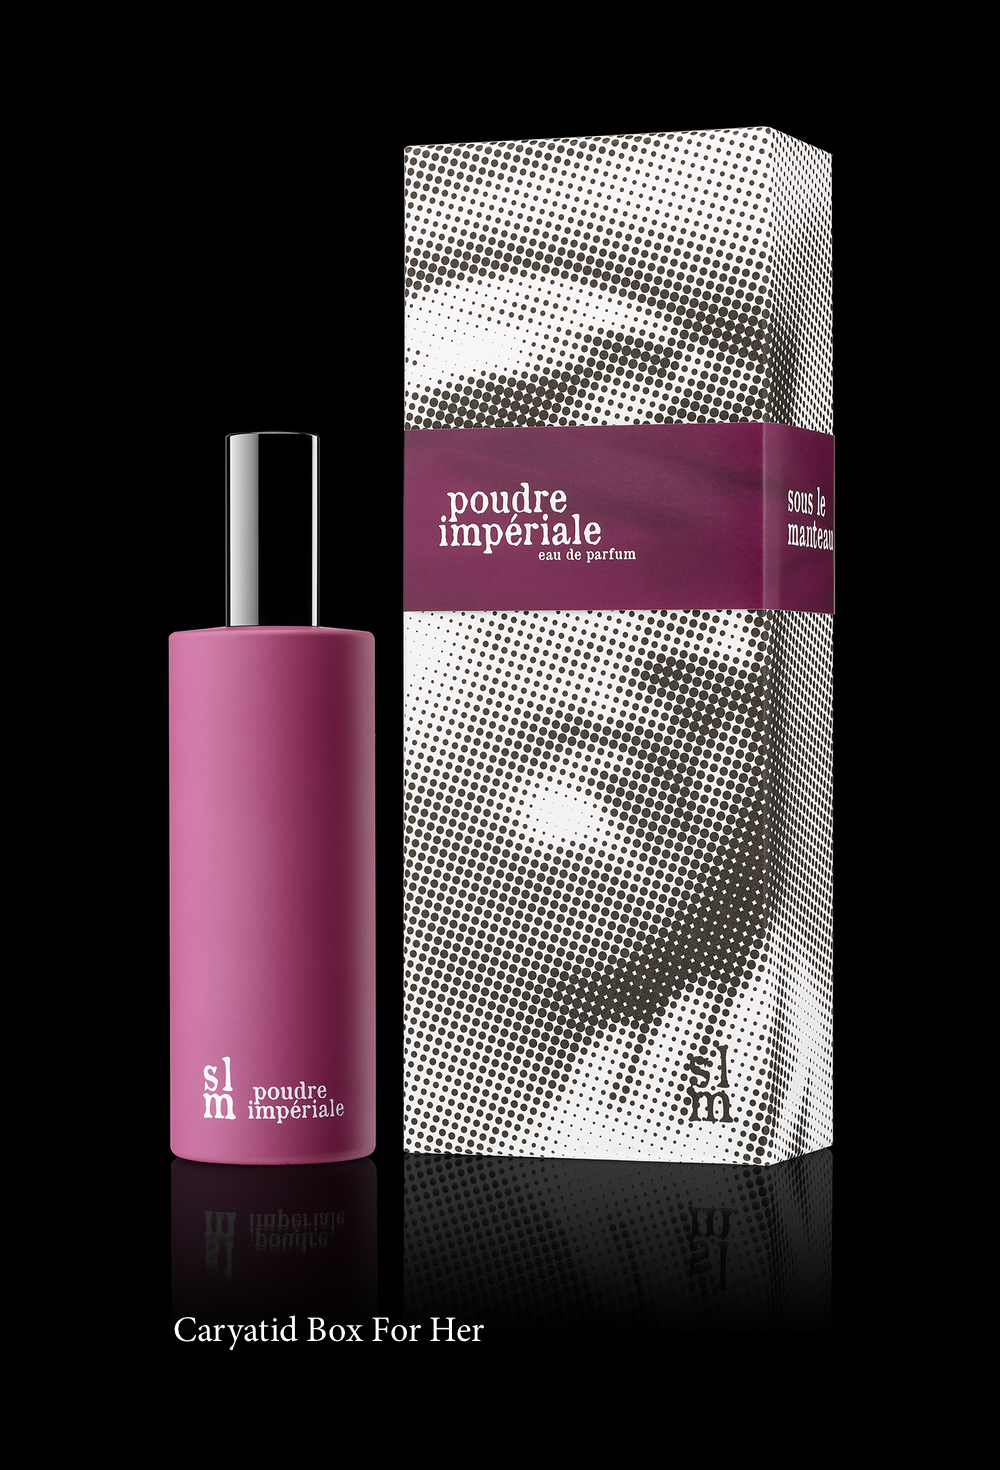 poudre
impériale
eau de parfum
sous le
manteau
sl
m
poudre
impériale
sl
m
Caryatid Box For Her